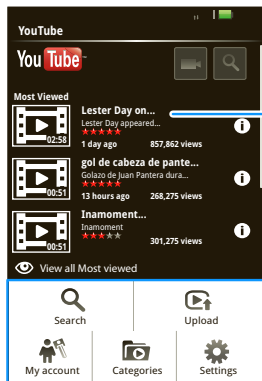 YouTube
You Tube
Most Viewed
Lester Day on...
Lester Day appeared...
02:58
1 day ago 857,862 views
gol de cabeza de pante...
Golazo de Juan Pantera dura...
00:51
13 hours ago 268,275 views
Inamoment...
Inamoment
00:51
301,275 views
View all Most viewed
Search Upload
My account Categories Settings